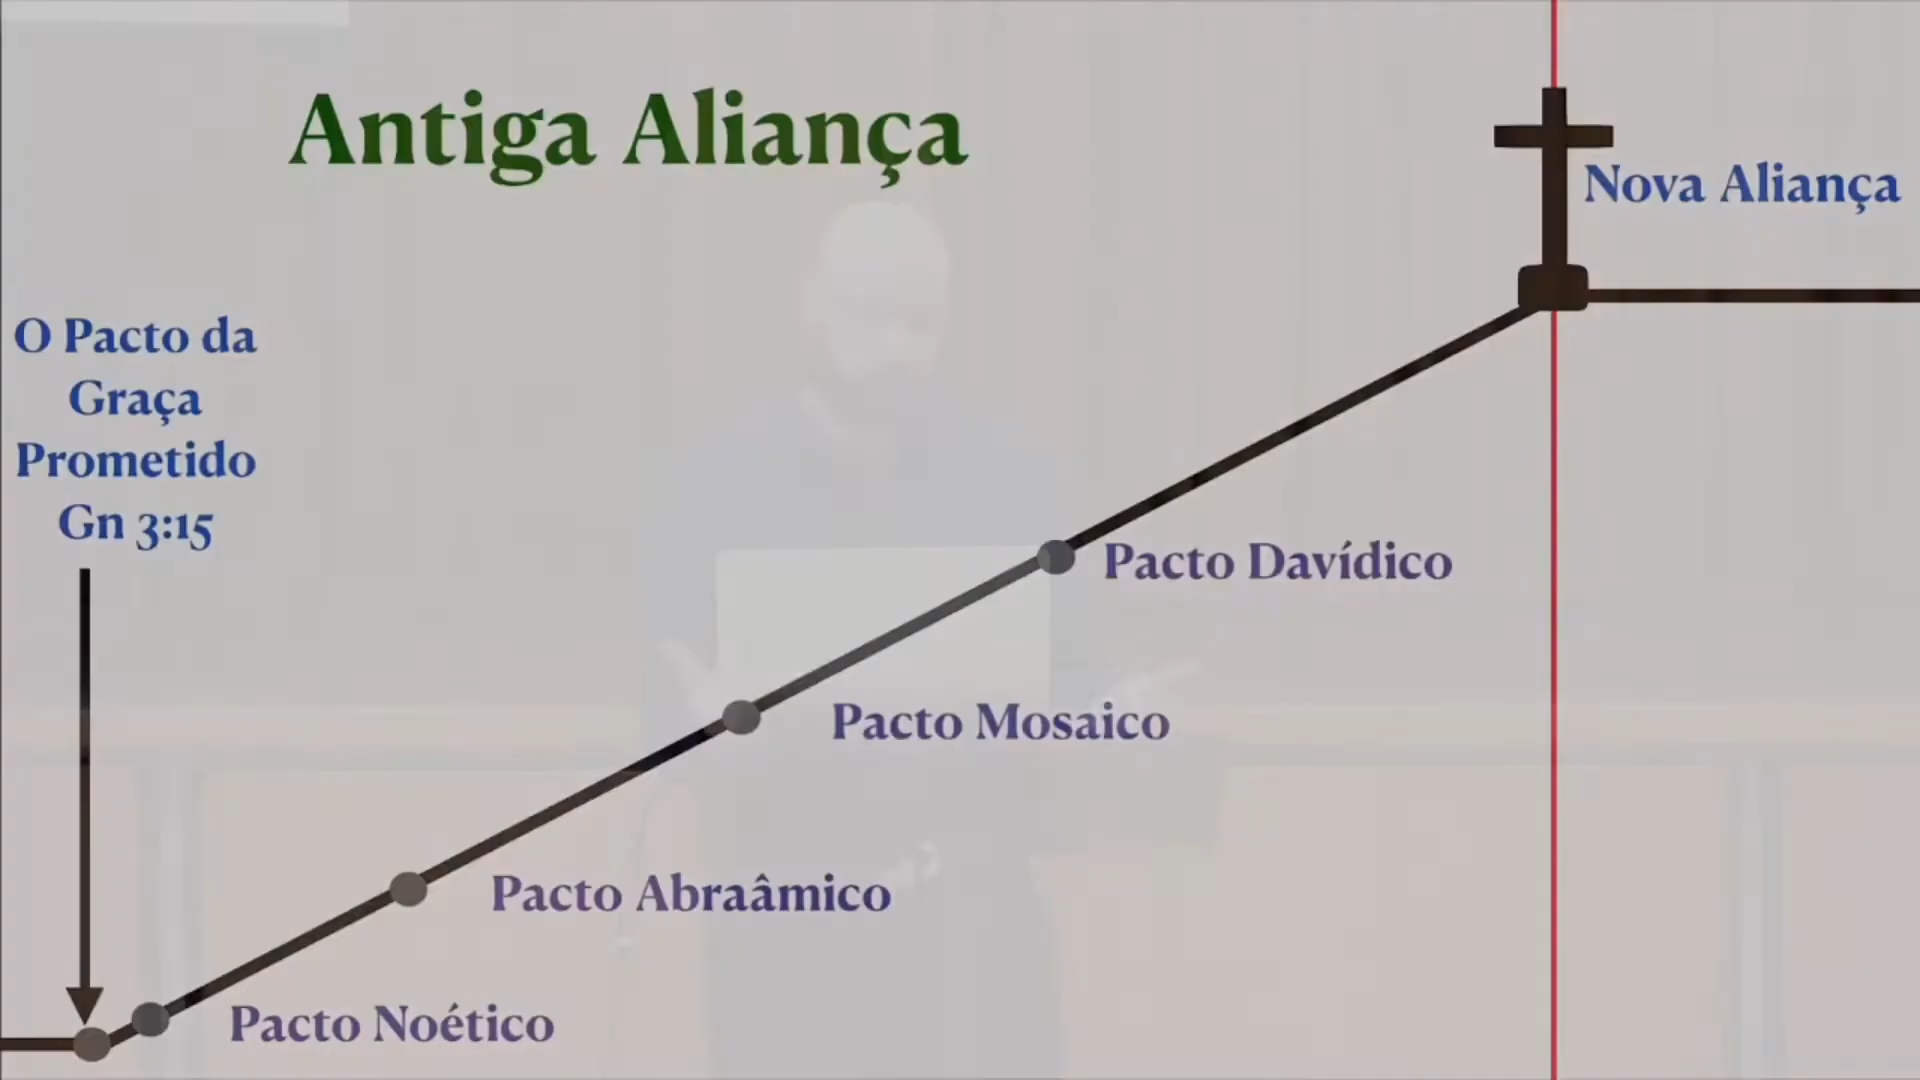 Antiga Aliança
Nova Aliança
O Pacto da
Graça
Prometido
Gn 3:15
Pacto Davídico
Pacto Mosaico
Pacto Abraâmico
Pacto Noético